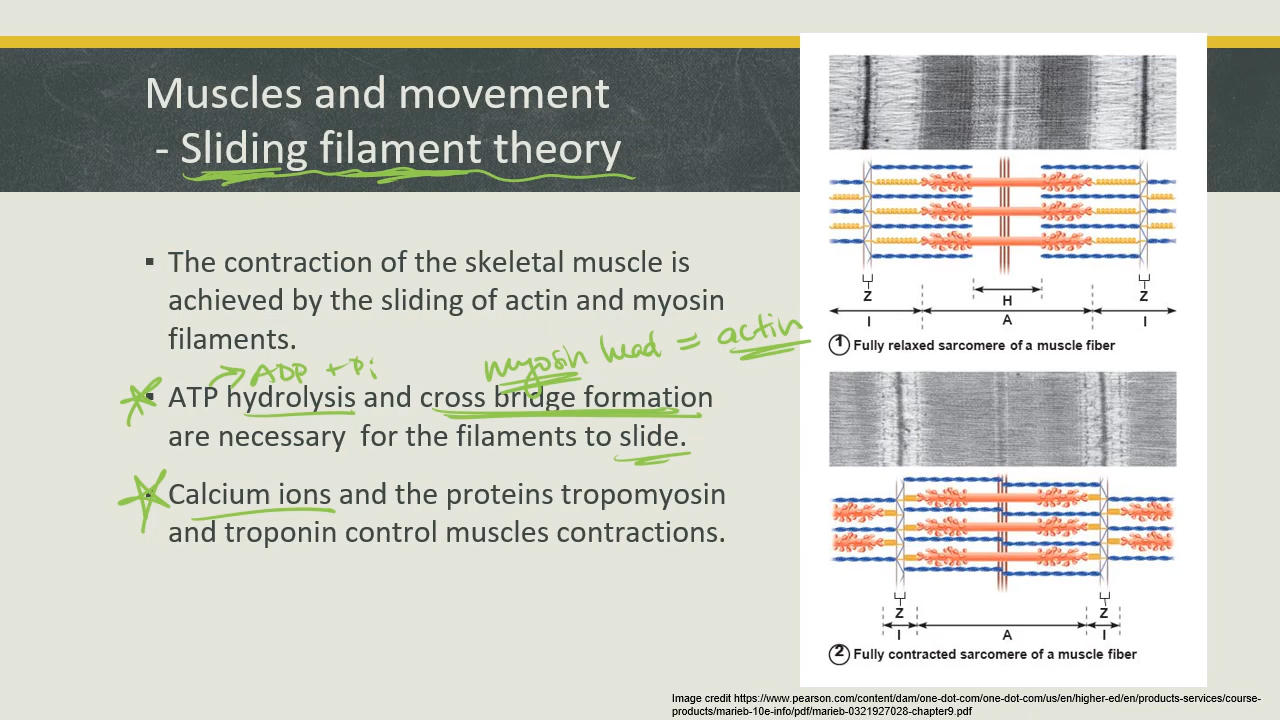 Muscles and movement
- Sliding filament theory
▪ The contraction of the skeletal muscle is
achieved by the sliding of actin and myosin
filaments.
→ ADP + Pi
myosin head = actin
▪ ATP hydrolysis and cross bridge formation
are necessary for the filaments to slide.
▪ Calcium ions and the proteins tropomyosin
and troponin control muscles contractions.
Z H Z
I A I
1 Fully relaxed sarcomere of a muscle fiber
Z Z
I A I
2 Fully contracted sarcomere of a muscle fiber
Image credit https://www.pearson.com/content/dam/one-dot-com/one-dot-com/us/en/higher-ed/en/products-services/course-
products/marieb-10e-info/pdf/marieb-0321927028-chapter9.pdf